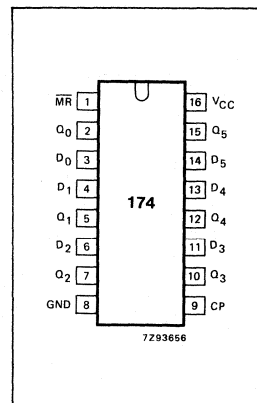 M̅R̅ 1 16 VCC
Q0 2 15 Q5
D0 3 14 D5
D1 4 13 D4
174
Q1 5 12 Q4
D2 6 11 D3
Q2 7 10 Q3
GND 8 9 CP
7Z93656